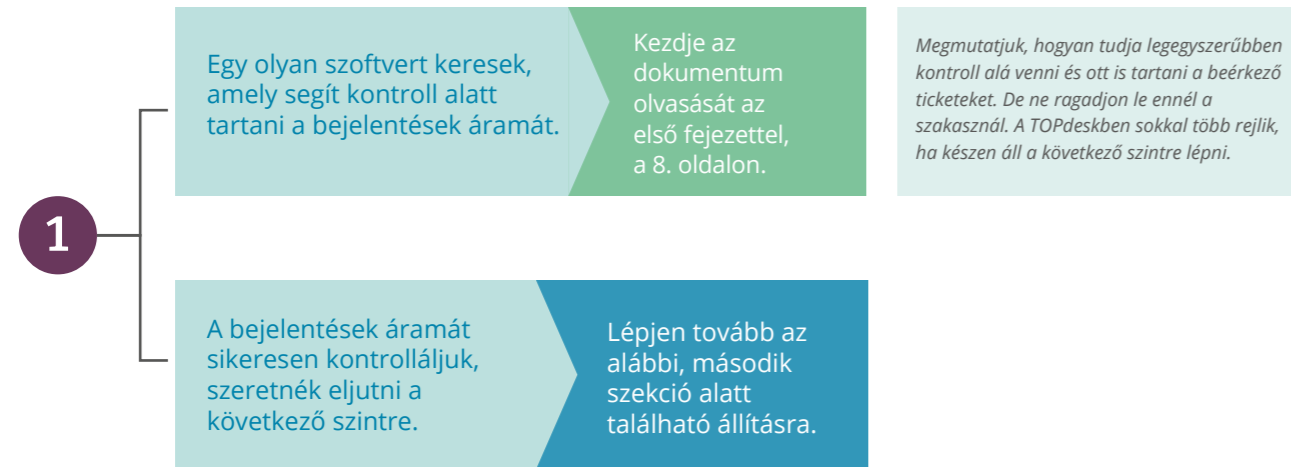 Egy olyan szoftvert keresek,
amely segít kontroll alatt
tartani a bejelentések áramát.
Kezdje az
dokumentum
olvasását az
első fejezettel,
a 8. oldalon.
Megmutatjuk, hogyan tudja legegyszerűbben
kontroll alá venni és ott is tartani a beérkező
ticketeket. De ne ragadjon le ennél a
szakasznál. A TOPdeskben sokkal több rejlik,
ha készen áll a következő szintre lépni.
1
A bejelentések áramát
sikeresen kontrolláljuk,
szeretnék eljutni a
következő szintre.
Lépjen tovább az
alábbi, második
szekció alatt
található állításra.